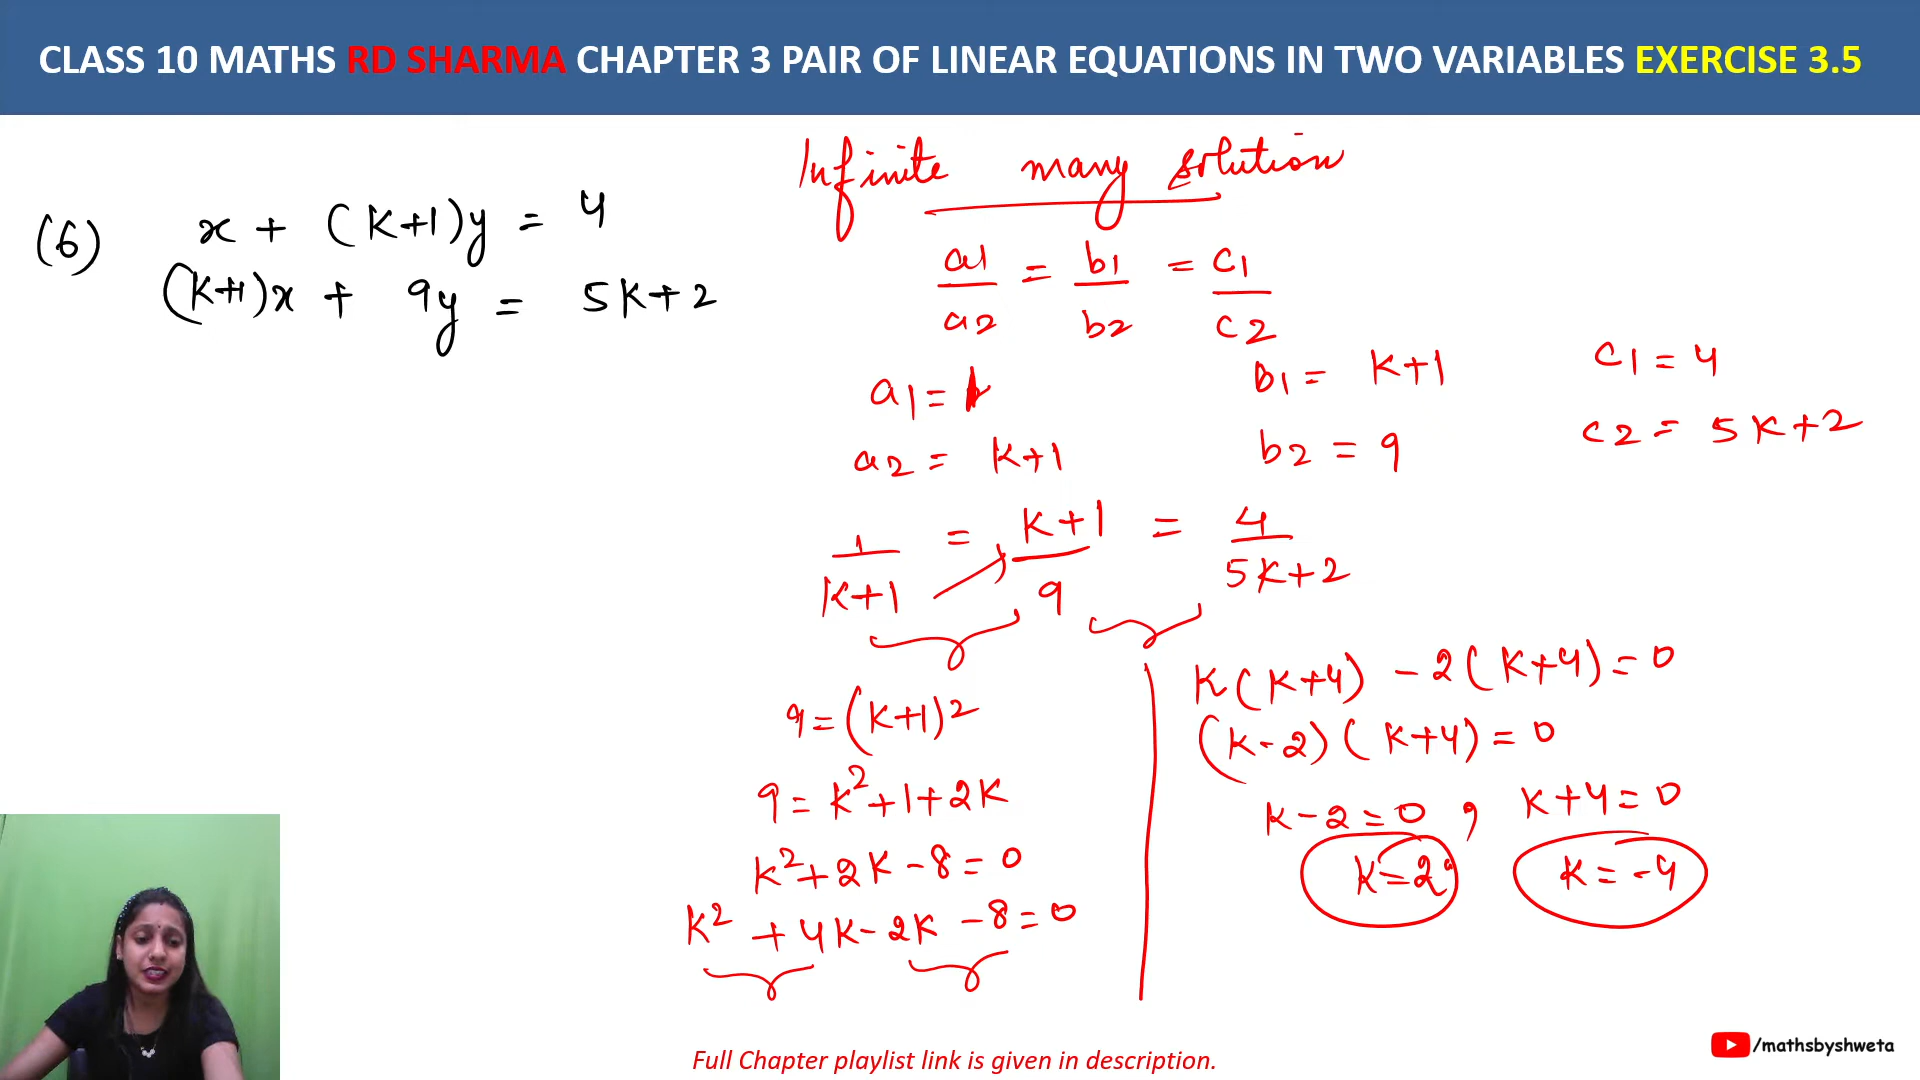 CLASS 10 MATHS RD SHARMA CHAPTER 3 PAIR OF LINEAR EQUATIONS IN TWO VARIABLES EXERCISE 3.5
(6) x + (K+1)y = 4
(K+1)x + 9y = 5K+2
Infinite many solution
a1/a2 = b1/b2 = c1/c2
a1 = 1
b1 = K+1
c1 = 4
a2 = K+1
b2 = 9
c2 = 5K+2
1/K+1 = K+1/9 = 4/5K+2
9 = (K+1)2
9 = K2+1+2K
K2+2K-8=0
K2 +4K-2K -8=0
K(K+4) -2(K+4)=0
(K-2)(K+4)=0
K-2=0 , K+4=0
K=2 K=-4
Full Chapter playlist link is given in description.
/mathsbyshweta